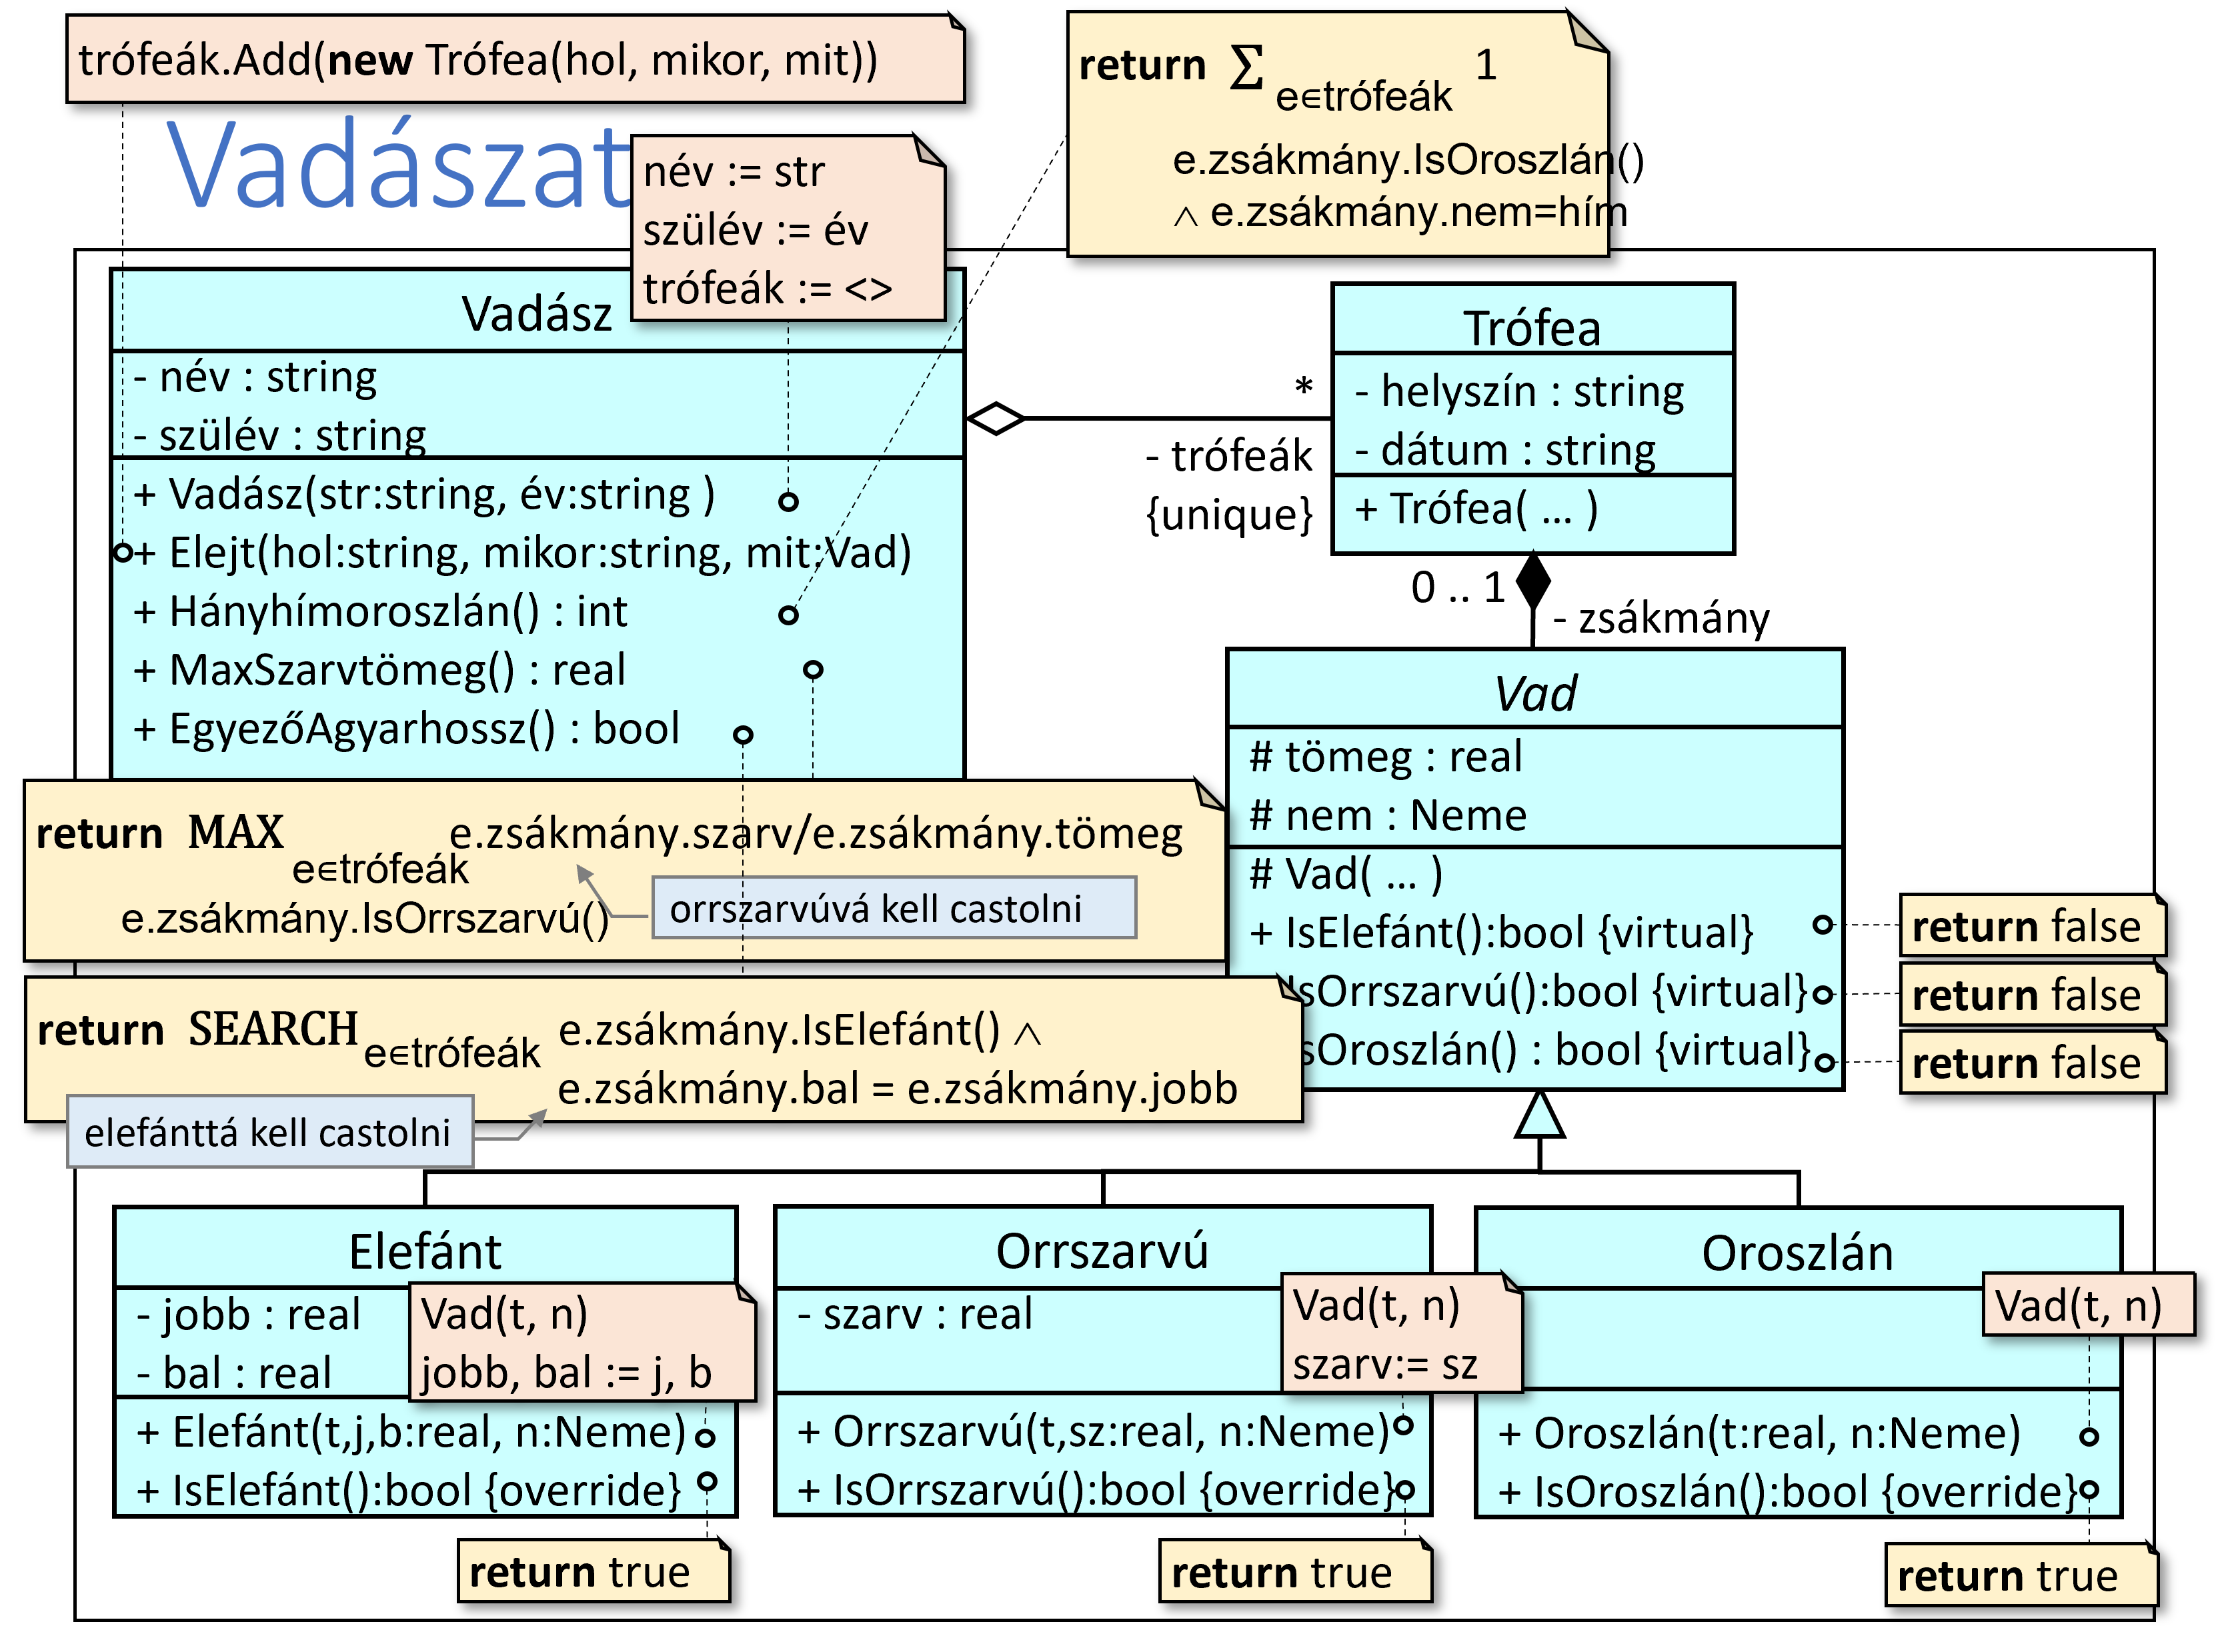 trófeák.Add(new Trófea(hol, mikor, mit))
Vadászat
név := str
szülév := év
trófeák := <>
return Σ e∈trófeák 1
e.zsákmány.IsOroszlán()
∧ e.zsákmány.nem=hím
Vadász
- név : string
- szülév : string
+ Vadász(str:string, év:string )
+ Elejt(hol:string, mikor:string, mit:Vad)
+ Hányhímoroszlán() : int
+ MaxSzarvtömeg() : real
+ EgyezőAgyarhossz() : bool
*
- trófeák
{unique}
Trófea
- helyszín : string
- dátum : string
+ Trófea( ... )
0 .. 1
- zsákmány
Vad
# tömeg : real
# nem : Neme
# Vad( ... )
+ IsElefánt():bool {virtual}
sOrrszarvú():bool {virtual}
sOroszlán() : bool {virtual}
return false
return false
return false
return MAX e∈trófeák e.zsákmány.szarv/e.zsákmány.tömeg
e.zsákmány.IsOrrszarvú()
orrszarvúvá kell castolni
return SEARCH e∈trófeák e.zsákmány.IsElefánt() ∧
e.zsákmány.bal = e.zsákmány.jobb
elefánttá kell castolni
Elefánt
- jobb : real
- bal : real
Vad(t, n)
jobb, bal := j, b
+ Elefánt(t,j,b:real, n:Neme)
+ IsElefánt():bool {override}
return true
Orrszarvú
- szarv : real
Vad(t, n)
szarv:= sz
+ Orrszarvú(t,sz:real, n:Neme)
+ IsOrrszarvú():bool {override}
return true
Oroszlán
Vad(t, n)
+ Oroszlán(t:real, n:Neme)
+ IsOroszlán():bool {override}
return true